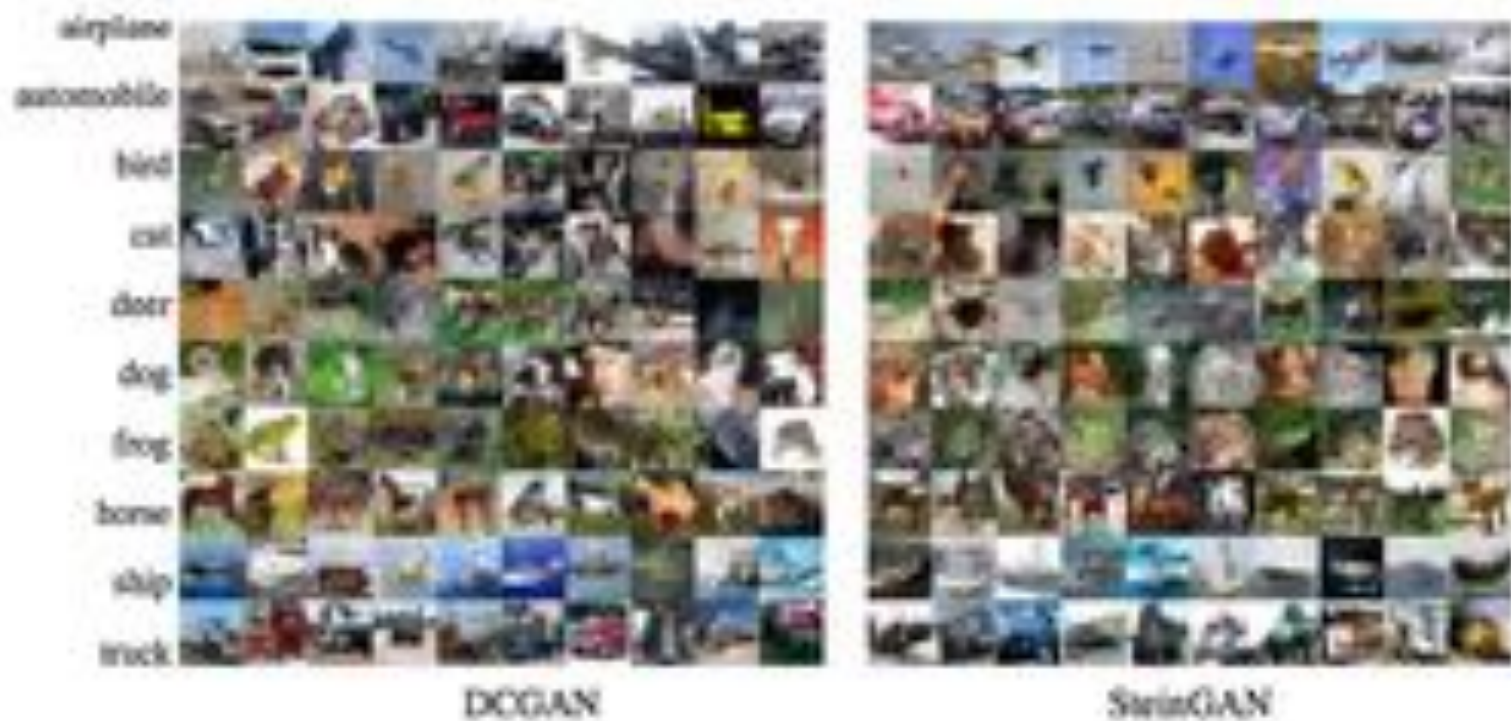 airplane
automobile
bird
cat
deer
dog
frog
horse
ship
truck
DCGAN
SteinGAN